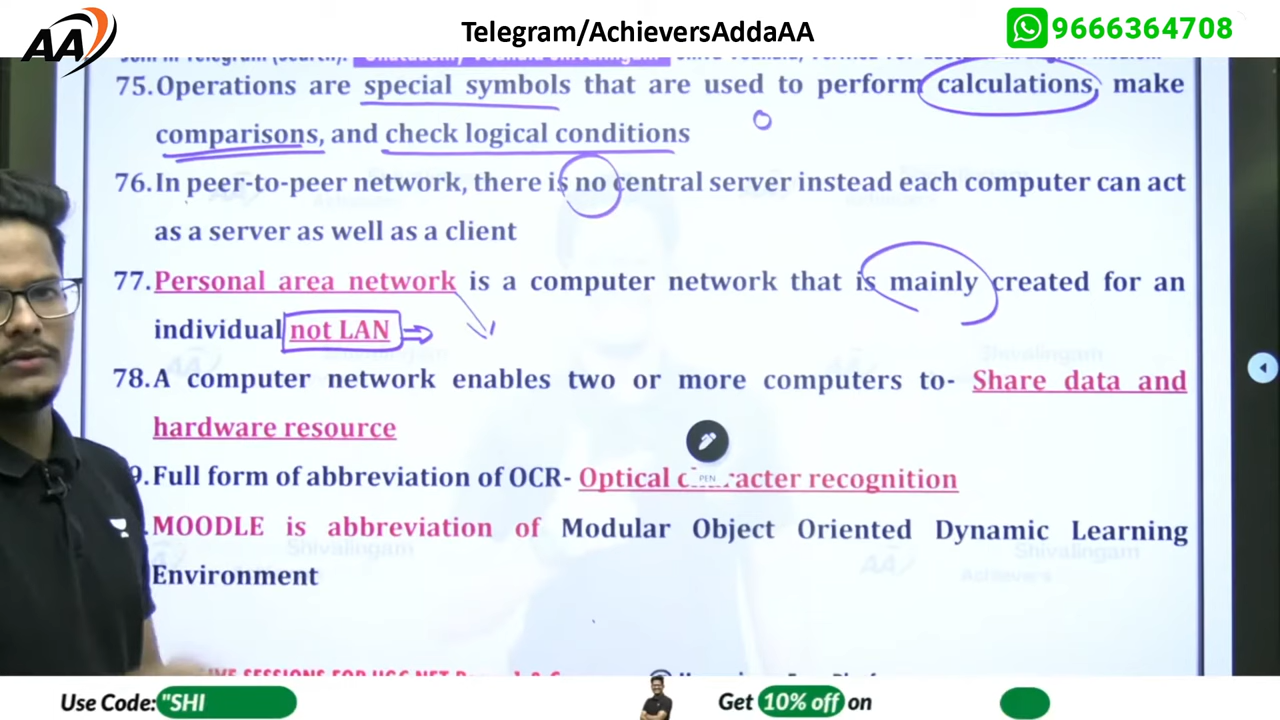 AA
Telegram/AchieversAddaAA
9666364708
75.Operations are special symbols that are used to perform calculations, make
comparisons, and check logical conditions
76.In peer-to-peer network, there is no central server instead each computer can act
as a server as well as a client
77.Personal area network is a computer network that is mainly created for an
individual not LAN
78.A computer network enables two or more computers to- Share data and
hardware resource
9.Full form of abbreviation of OCR- Optical character recognition
PEN
.MOODLE is abbreviation of Modular Object Oriented Dynamic Learning
Environment
Use Code: "SHI
Get 10% off on